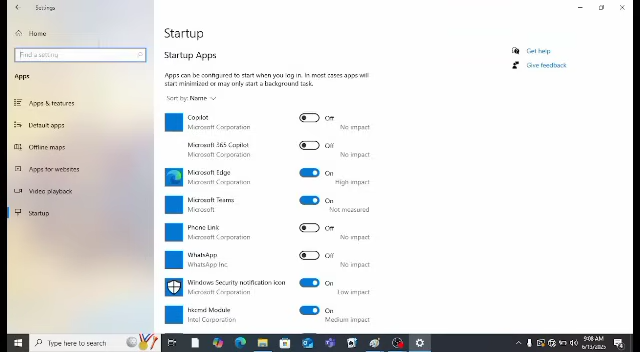 Settings
Home
Find a setting
Apps
Apps & features
Default apps
Offline maps
Apps for websites
Video playback
Startup
Startup
Startup Apps
Apps can be configured to start when you log in. In most cases apps will
start minimized or may only start a background task.
Sort by: Name
Copilot
Microsoft Corporation
Off
No impact
Microsoft 365 Copilot
Microsoft Corporation
Off
No impact
Microsoft Edge
Microsoft Corporation
On
High impact
Microsoft Teams
Microsoft
On
Not measured
Phone Link
Microsoft Corporation
Off
No impact
WhatsApp
WhatsApp Inc.
Off
No impact
Windows Security notification icon
Microsoft Corporation
On
Low impact
hkcmd Module
Intel Corporation
On
Medium impact
Get help
Give feedback
Type here to search
9:08 AM
6/13/2025